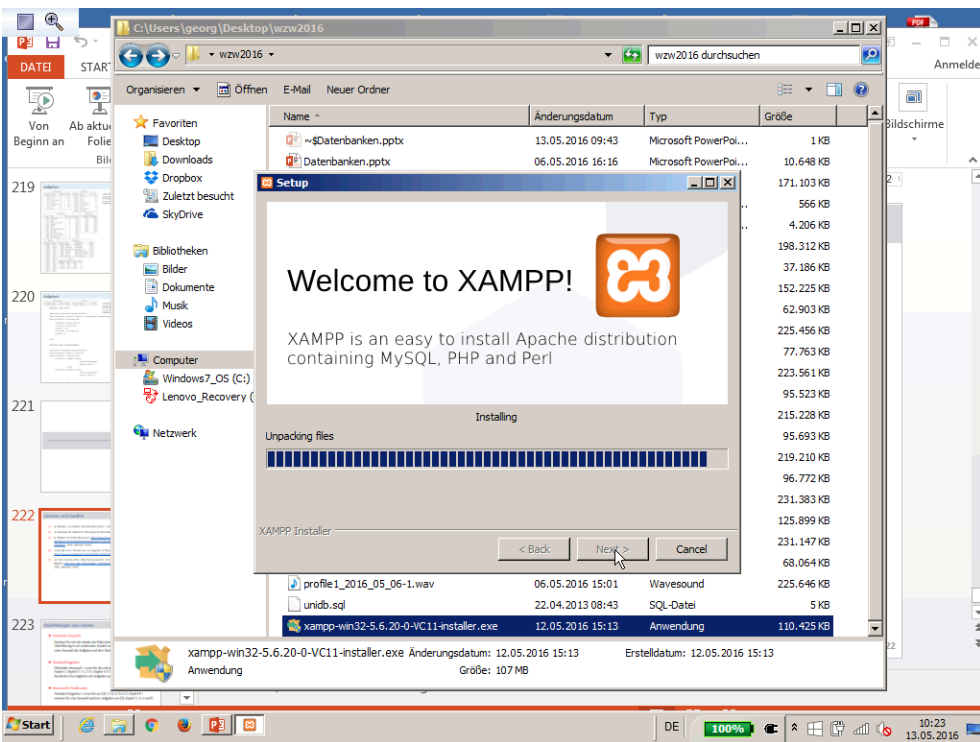 C:\Users\georg\Desktop\wzw2016
DATEI STAR
Anmelde
wzw2016
wzw2016 durchsuchen
Organisieren Öffnen E-Mail Neuer Ordner
Von Beginn an
Ab aktu
Folie
Bildschirme
Favoriten
Desktop
Downloads
Dropbox
Zuletzt besucht
SkyDrive
Bibliotheken
Bilder
Dokumente
Musik
Videos
Computer
Windows7_OS (C:)
Lenovo_Recovery (
Netzwerk
Name Änderungsdatum Typ Größe
~$Datenbanken.pptx 13.05.2016 09:43 Microsoft PowerPoi... 1 KB
Datenbanken.pptx 06.05.2016 16:16 Microsoft PowerPoi... 10.648 KB
171.103 KB
566 KB
4.206 KB
198.312 KB
37.186 KB
152.225 KB
62.903 KB
225.456 KB
77.763 KB
223.561 KB
95.523 KB
215.228 KB
95.693 KB
219.210 KB
96.772 KB
231.383 KB
125.899 KB
231.147 KB
68.064 KB
profile1_2016_05_06-1.wav 06.05.2016 15:01 Wavesound 225.646 KB
unidb.sql 22.04.2013 08:43 SQL-Datei 5 KB
xampp-win32-5.6.20-0-VC11-installer.exe 12.05.2016 15:13 Anwendung 110.425 KB
Setup
Welcome to XAMPP!
XAMPP is an easy to install Apache distribution
containing MySQL, PHP and Perl
Installing
Unpacking files
XAMPP Installer
< Back Next > Cancel
xampp-win32-5.6.20-0-VC11-installer.exe Änderungsdatum: 12.05.2016 15:13 Erstelldatum: 12.05.2016 15:13
Anwendung Größe: 107 MB
219
220
221
222
223
Start DE 100% 10:23
13.05.2016
PDF